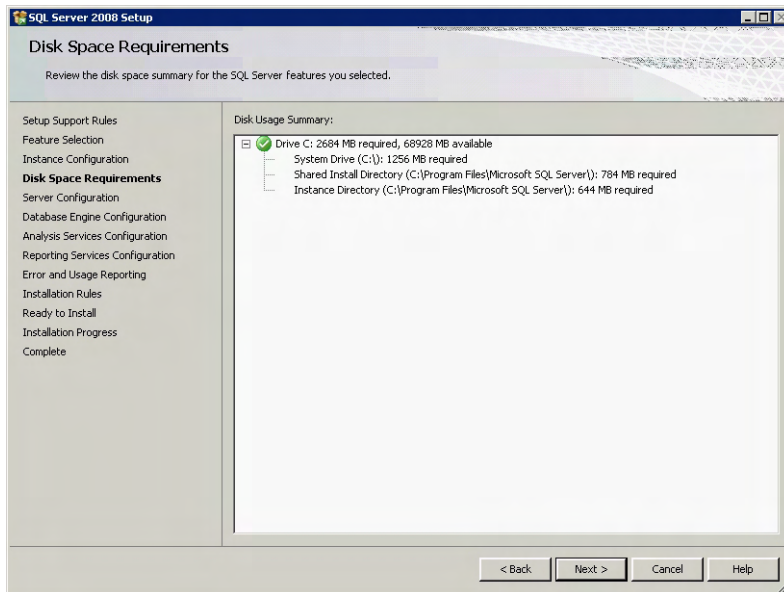 SQL Server 2008 Setup
Disk Space Requirements
Review the disk space summary for the SQL Server features you selected.
Setup Support Rules
Feature Selection
Instance Configuration
Disk Space Requirements
Server Configuration
Database Engine Configuration
Analysis Services Configuration
Reporting Services Configuration
Error and Usage Reporting
Installation Rules
Ready to Install
Installation Progress
Complete
Disk Usage Summary:
Drive C: 2684 MB required, 68928 MB available
System Drive (C:\): 1256 MB required
Shared Install Directory (C:\Program Files\Microsoft SQL Server\): 784 MB required
Instance Directory (C:\Program Files\Microsoft SQL Server\): 644 MB required
< Back Next > Cancel Help